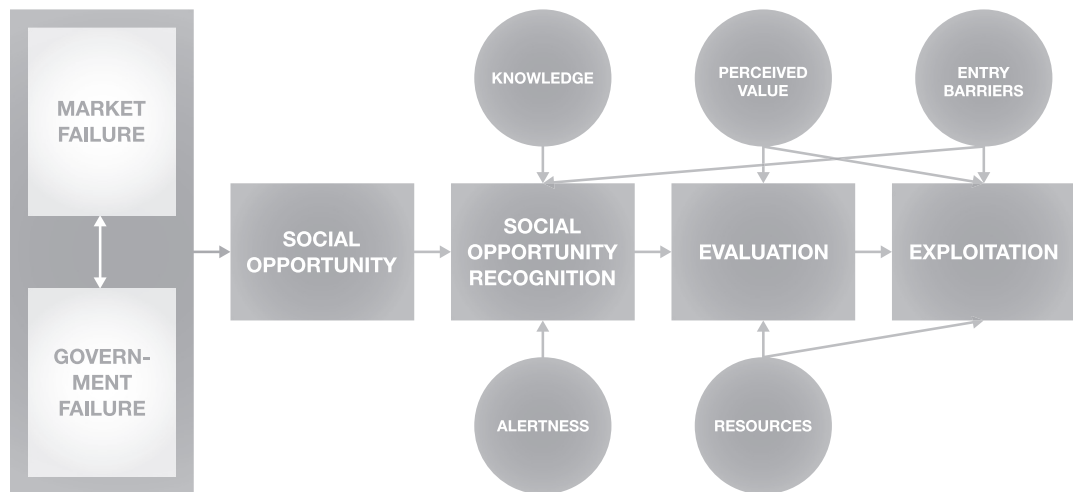 MARKET
FAILURE
GOVERN-
MENT
FAILURE
SOCIAL
OPPORTUNITY
KNOWLEDGE
PERCEIVED
VALUE
ENTRY
BARRIERS
SOCIAL
OPPORTUNITY
RECOGNITION
EVALUATION
EXPLOITATION
ALERTNESS
RESOURCES